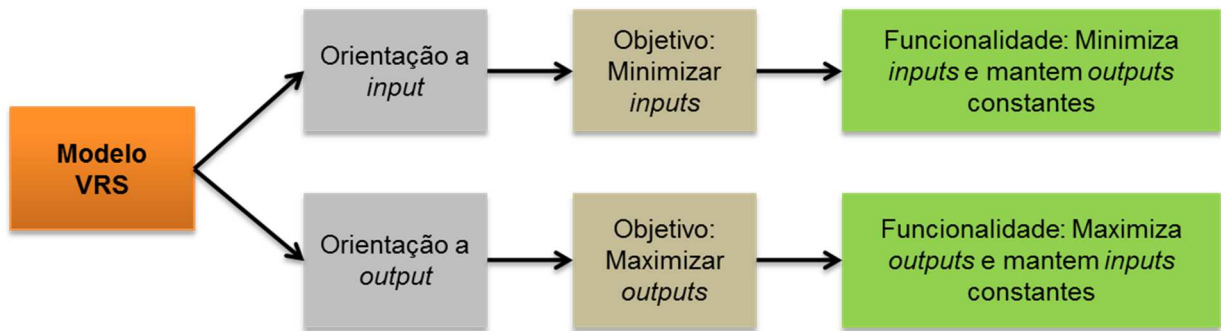 Modelo
VRS
Orientação a
input
Objetivo:
Minimizar
inputs
Funcionalidade: Minimiza
inputs e mantem outputs
constantes
Orientação a
output
Objetivo:
Maximizar
outputs
Funcionalidade: Maximiza
outputs e mantem inputs
constantes